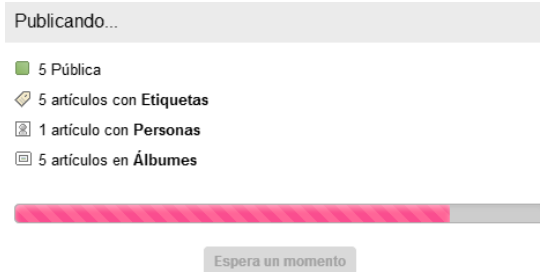 Publicando...
5 Pública
5 artículos con Etiquetas
1 artículo con Personas
5 artículos en Álbumes
Espera un momento